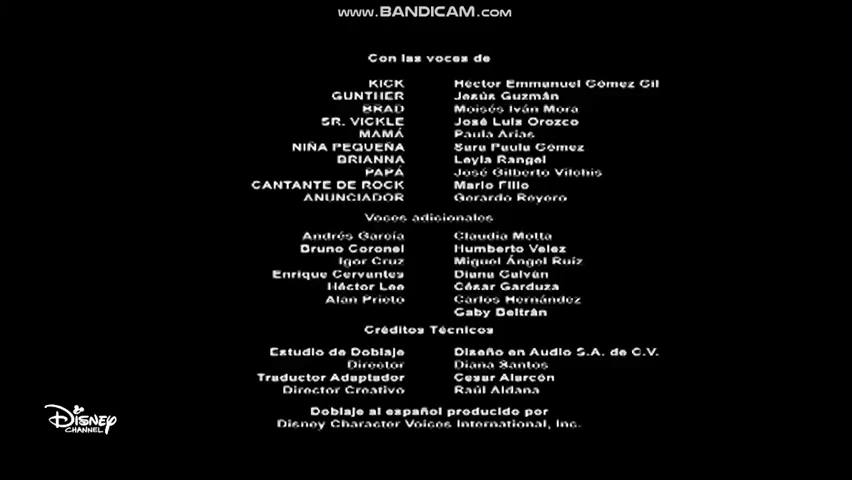 www.BANDICAM.com
Con las voces de
KICK Héctor Emmanuel Gómez Gil
GUNTHER Jesús Guzmán
BRAD Moisés Iván Mora
SR. VICKLE José Luis Orozco
MAMÁ Paula Arias
NIÑA PEQUEÑA Sara Paula Gómez
BRIANNA Leyla Rangel
PAPÁ José Gilberto Vilchis
CANTANTE DE ROCK Mario Filio
ANUNCIADOR Gerardo Reyero
Voces adicionales
Andrés García Claudia Motta
Bruno Coronel Humberto Velez
Igor Cruz Miguel Ángel Ruiz
Enrique Cervantes Diana Galván
Héctor Lee César Garduza
Alan Prieto Carlos Hernández
Gaby Beltrán
Créditos Técnicos
Estudio de Doblaje Diseño en Audio S.A. de C.V.
Director Diana Santos
Traductor Adaptador Cesar Alarcón
Director Creativo Raúl Aldana
Doblaje al español producido por
Disney Character Voices International, Inc.
Disney
CHANNEL